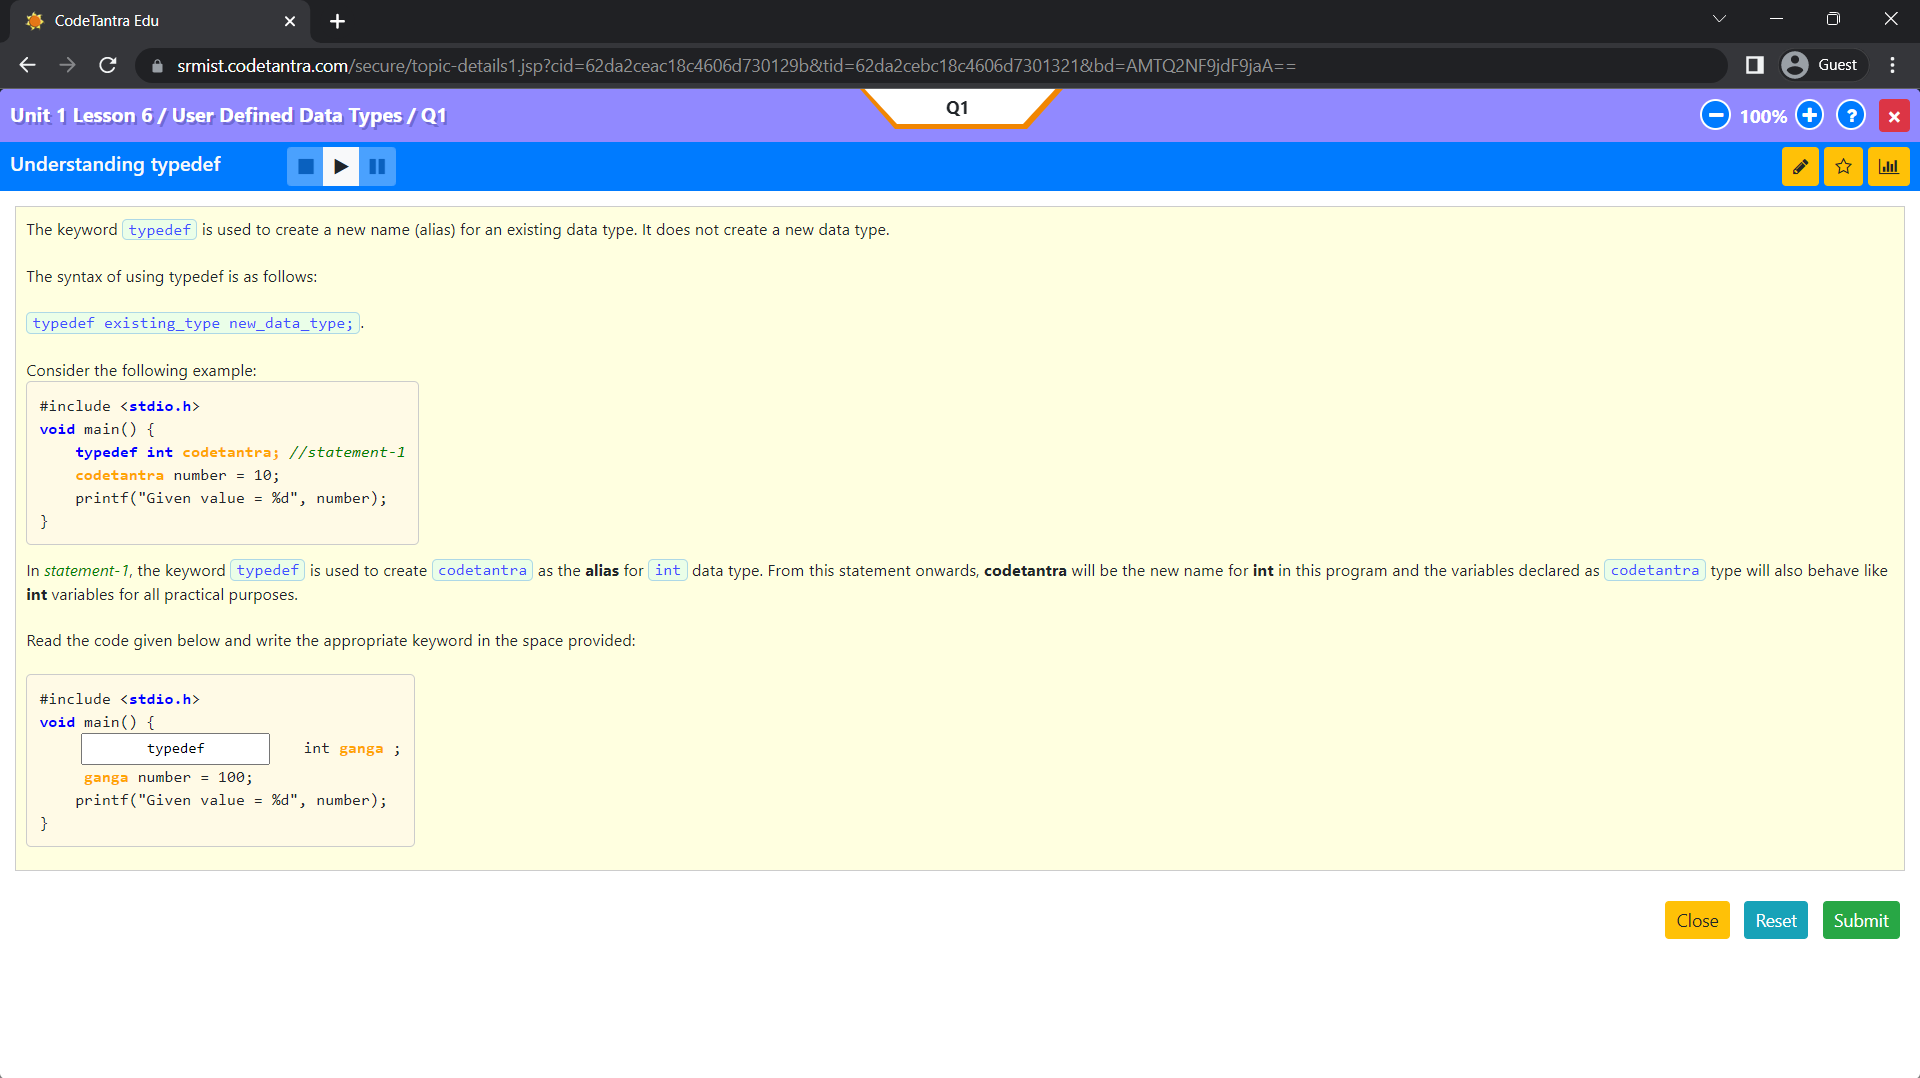 CodeTantra Edu
srmist.codetantra.com/secure/topic-details1.jsp?cid=62da2ceac18c4606d730129b&tid=62da2cebc18c4606d7301321&bd=AMTQ2NF9jdF9jaA==
Guest
Unit 1 Lesson 6 / User Defined Data Types / Q1
Q1
100%
?
Understanding typedef
The keyword typedef is used to create a new name (alias) for an existing data type. It does not create a new data type.
The syntax of using typedef is as follows:
typedef existing_type new_data_type; .
Consider the following example:
#include <stdio.h>
void main() {
    typedef int codetantra; //statement-1
    codetantra number = 10;
    printf("Given value = %d", number);
}
In statement-1, the keyword typedef is used to create codetantra as the alias for int data type. From this statement onwards, codetantra will be the new name for int in this program and the variables declared as codetantra type will also behave like
int variables for all practical purposes.
Read the code given below and write the appropriate keyword in the space provided:
#include <stdio.h>
void main() {
    typedef int ganga ;
    ganga number = 100;
    printf("Given value = %d", number);
}
Close Reset Submit